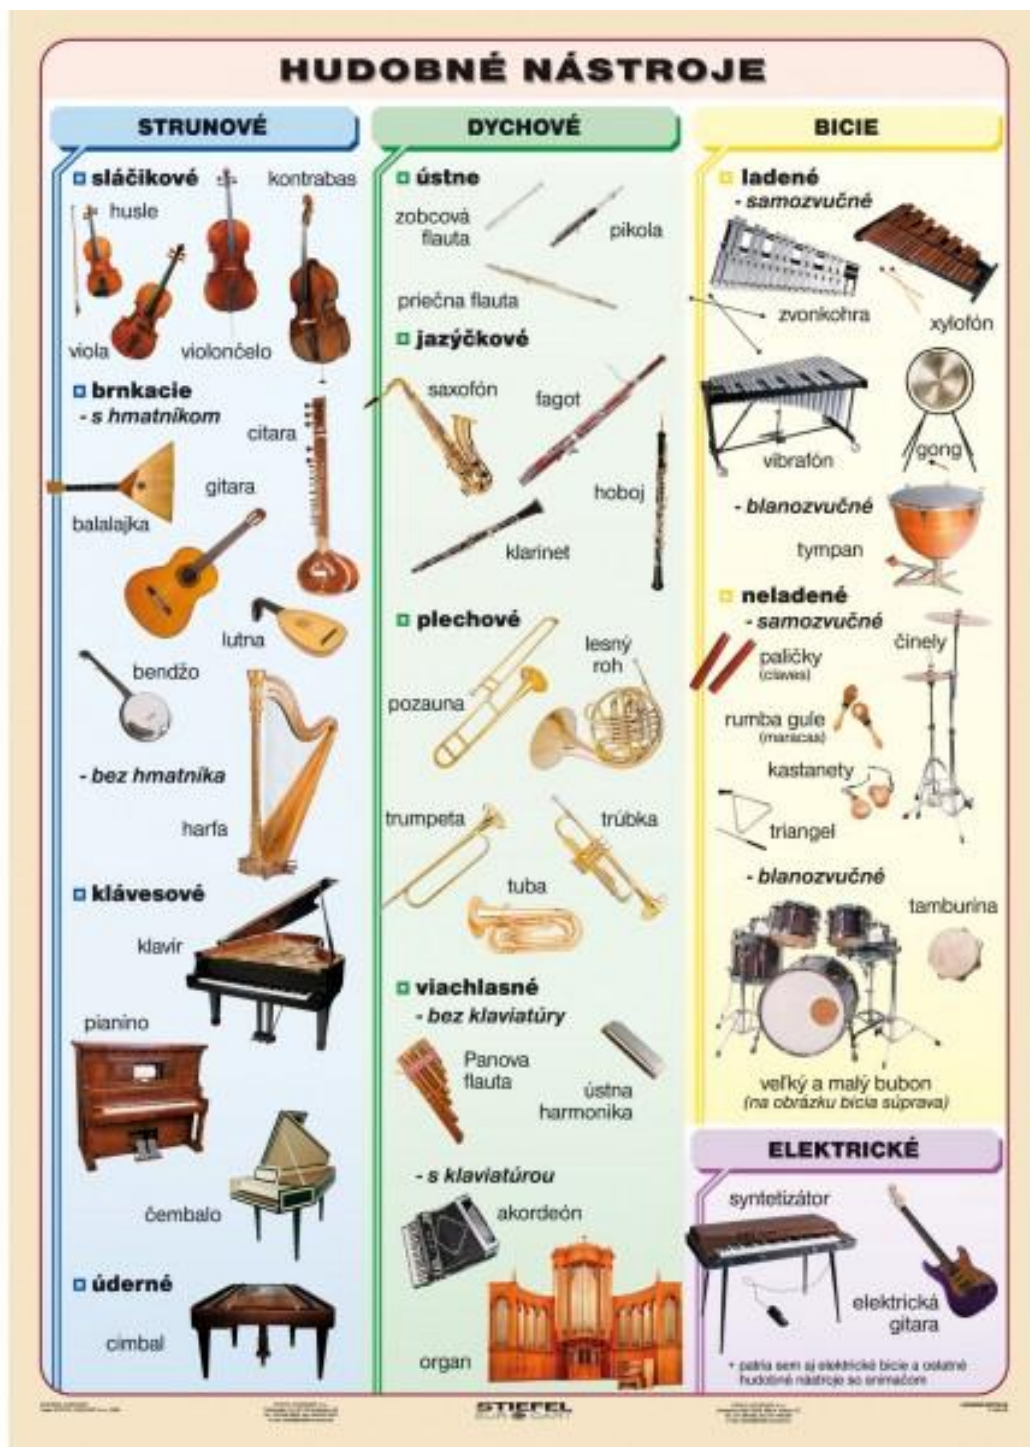 HUDOBNÉ NÁSTROJE
STRUNOVÉ
sláčikové
kontrabas
husle
viola
violončelo
brnkacie
- s hmatníkom
citara
gitara
balalajka
lutna
bendžo
- bez hmatníka
harfa
klávesové
klavír
pianíno
čembalo
úderné
cimbal
DYCHOVÉ
ústne
zobcová
flauta
pikola
priečna flauta
jazýčkové
saxofón
fagot
hoboj
klarinet
plechové
lesný
roh
pozauna
trumpeta
trúbka
tuba
viachlasné
- bez klaviatúry
Panova
flauta
ústna
harmonika
- s klaviatúrou
akordeón
organ
BICIE
ladené
- samozvučné
zvonkohra
xylofón
vibrafón
gong
- blanozvučné
tympan
neladené
- samozvučné
činely
paličky
(claves)
rumba gule
(maracas)
kastanety
triangel
- blanozvučné
tamburína
veľký a malý bubon
(na obrázku bicia súprava)
ELEKTRICKÉ
syntetizátor
elektrická
gitara
+ patria sem aj elektrické bicie a ostatné
hudobné nástroje so snímačom
STIEFEL